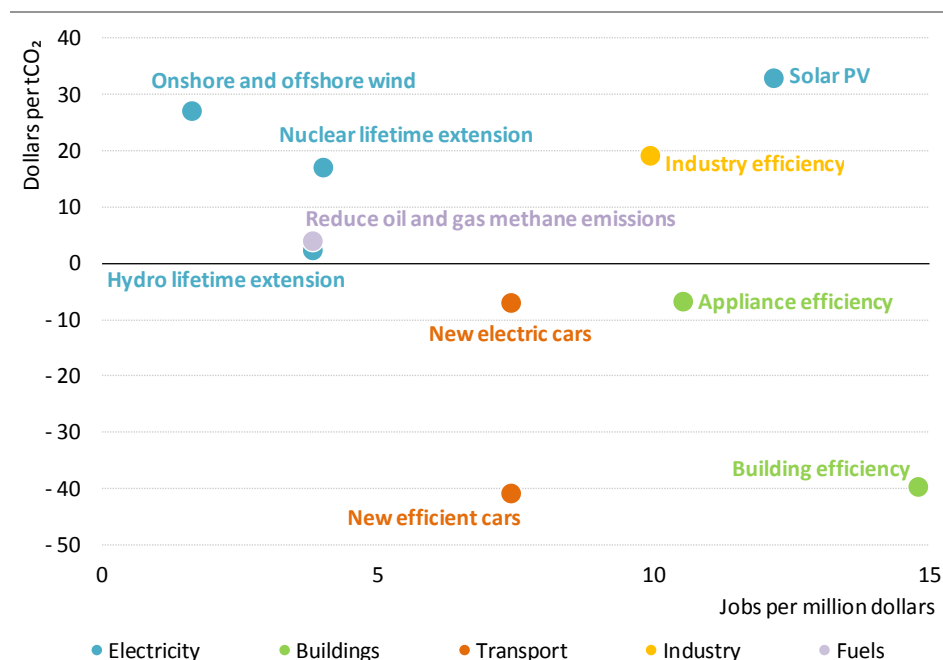 Dollars per tCO₂
40
30
20
10
0
- 10
- 20
- 30
- 40
- 50
Onshore and offshore wind
Solar PV
Nuclear lifetime extension
Industry efficiency
Reduce oil and gas methane emissions
Hydro lifetime extension
Appliance efficiency
New electric cars
Building efficiency
New efficient cars
0 5 10 15
Jobs per million dollars
Electricity Buildings Transport Industry Fuels